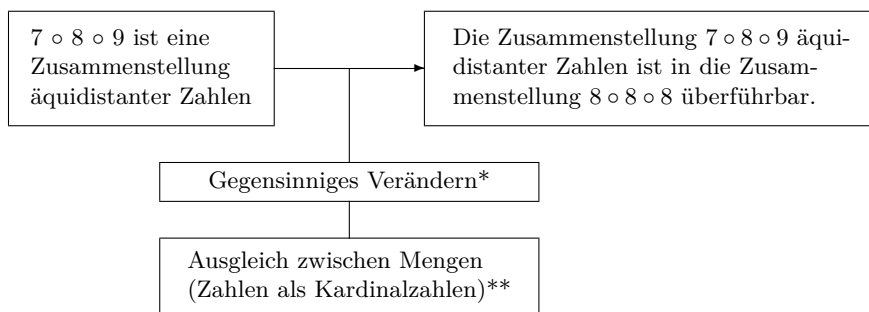 7 ∘ 8 ∘ 9 ist eine
Zusammenstellung
äquidistanter Zahlen
Die Zusammenstellung 7 ∘ 8 ∘ 9 äqui-
distanter Zahlen ist in die Zusam-
menstellung 8 ∘ 8 ∘ 8 überführbar.
Gegensinniges Verändern*
Ausgleich zwischen Mengen
(Zahlen als Kardinalzahlen)**